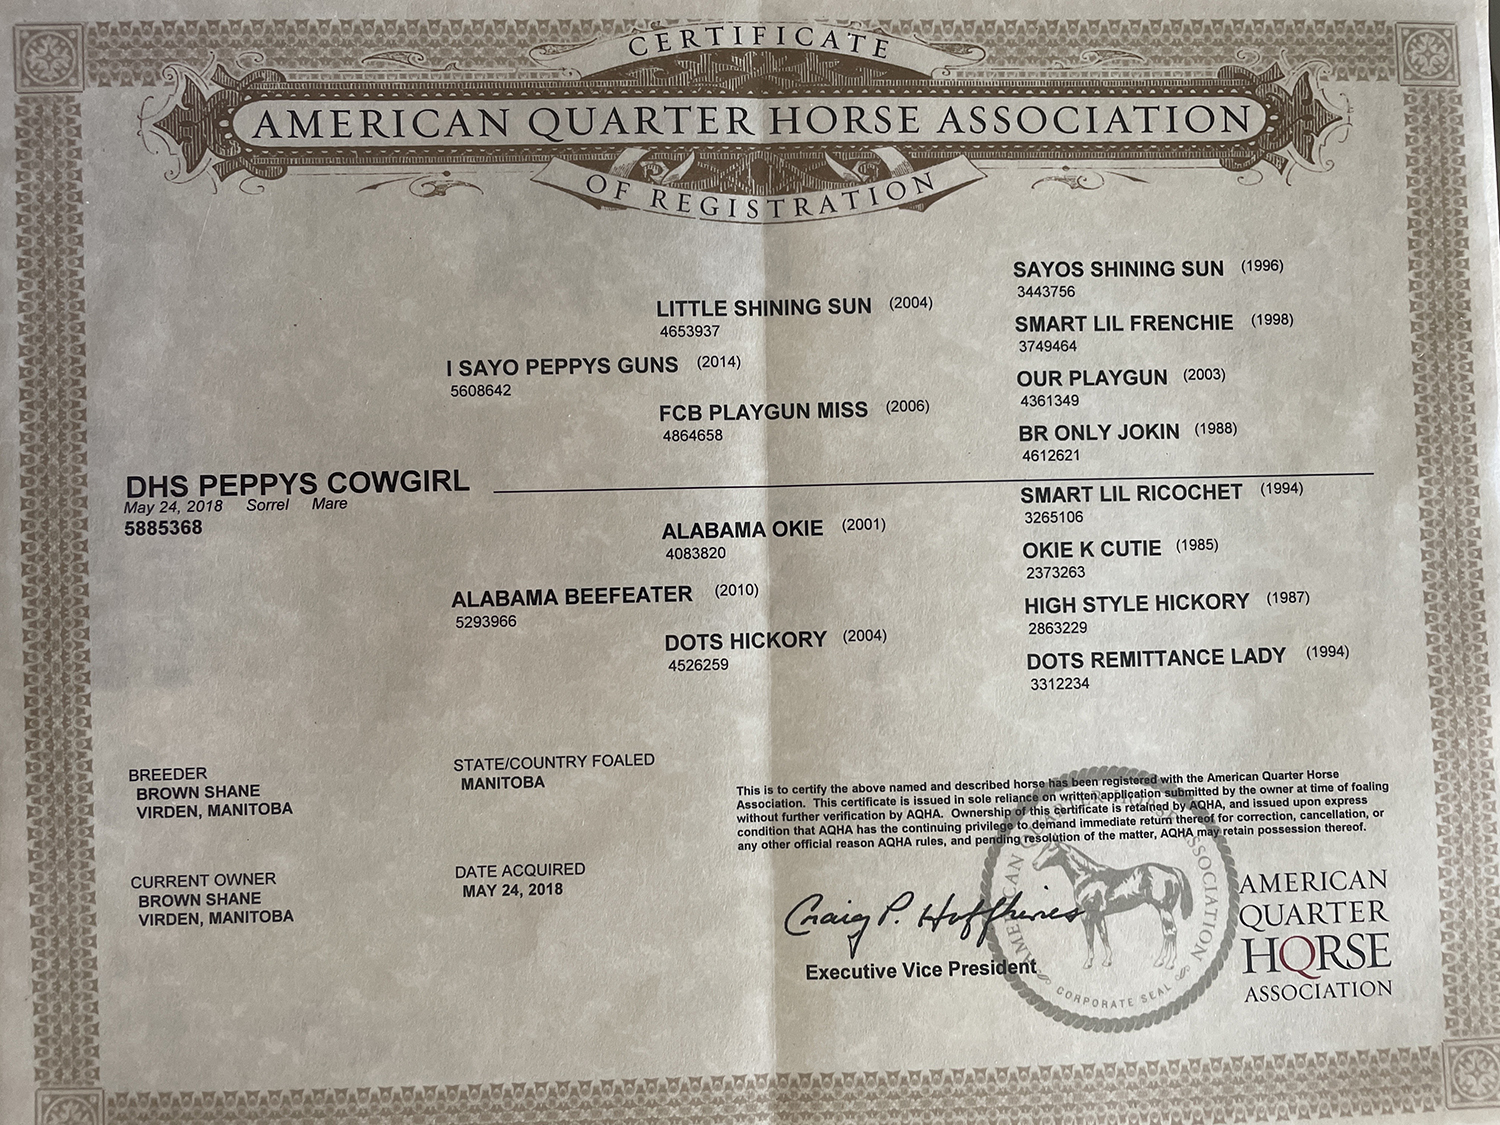 CERTIFICATE
AMERICAN QUARTER HORSE ASSOCIATION
OF REGISTRATION
SAYOS SHINING SUN (1996)
3443756
LITTLE SHINING SUN (2004)
4653937
SMART LIL FRENCHIE (1998)
3749464
I SAYO PEPPYS GUNS (2014)
5608642
OUR PLAYGUN (2003)
4361349
FCB PLAYGUN MISS (2006)
4864658
BR ONLY JOKIN (1988)
4612621
DHS PEPPYS COWGIRL
May 24, 2018 Sorrel Mare
5885368
SMART LIL RICOCHET (1994)
3265106
ALABAMA OKIE (2001)
4083820
OKIE K CUTIE (1985)
2373263
ALABAMA BEEFEATER (2010)
5293966
HIGH STYLE HICKORY (1987)
2863229
DOTS HICKORY (2004)
4526259
DOTS REMITTANCE LADY (1994)
3312234
BREEDER
BROWN SHANE
VIRDEN, MANITOBA
STATE/COUNTRY FOALED
MANITOBA
CURRENT OWNER
BROWN SHANE
VIRDEN, MANITOBA
DATE ACQUIRED
MAY 24, 2018
This is to certify the above named and described horse has been registered with the American Quarter Horse
Association. This certificate is issued in sole reliance on written application submitted by the owner at time of foaling
without further verification by AQHA. Ownership of this certificate is retained by AQHA, and issued upon express
condition that AQHA has the continuing privilege to demand immediate return thereof for correction, cancellation, or
any other official reason AQHA rules, and pending resolution of the matter, AQHA may retain possession thereof.
Craig P. Huffhines
Executive Vice President
AMERICAN QUARTER HORSE ASSOCIATION
CORPORATE SEAL
AMERICAN
QUARTER
HORSE
ASSOCIATION